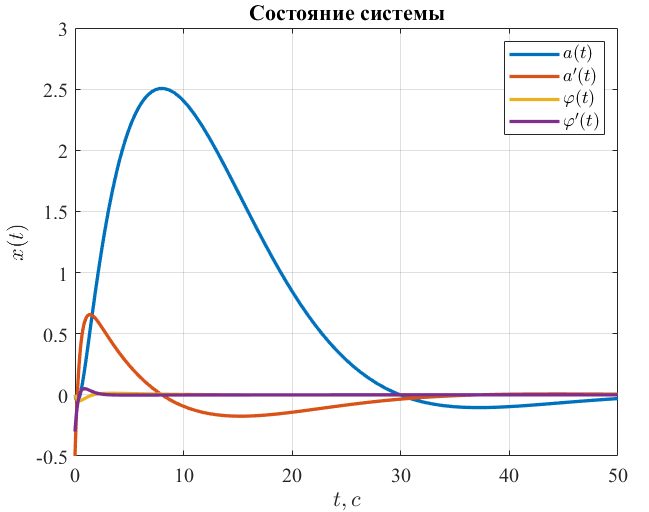 Состояние системы
3
2.5
2
1.5
1
0.5
0
-0.5
x(t)
a(t)
a′(t)
φ(t)
φ′(t)
0 10 20 30 40 50
t, c